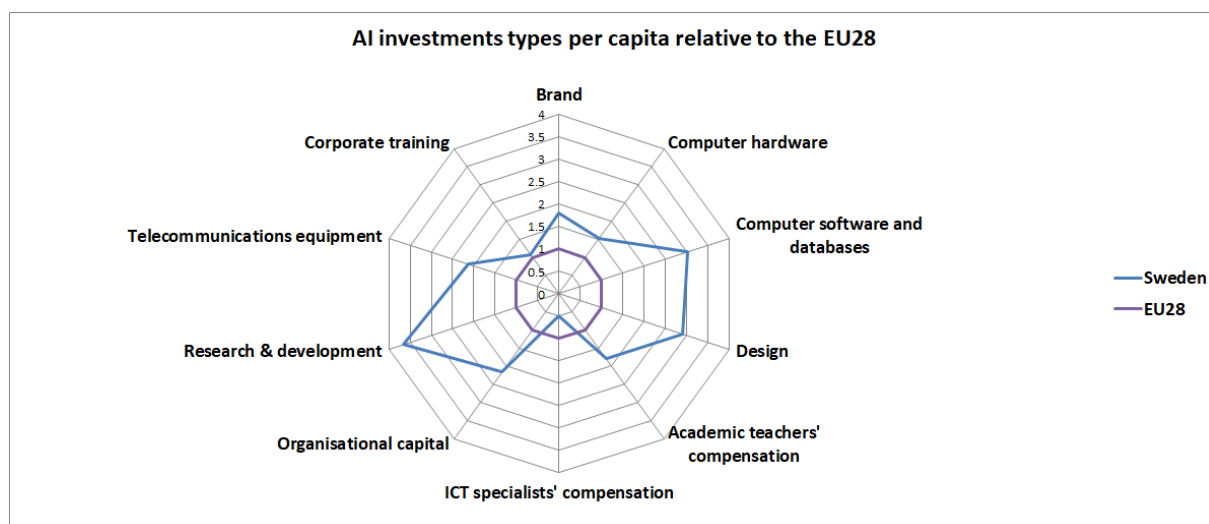 AI investments types per capita relative to the EU28
Brand
4
3.5
3
2.5
2
1.5
1
0.5
0
Corporate training
Computer hardware
Telecommunications equipment
Computer software and
databases
Sweden
EU28
Research & development
Design
Organisational capital
Academic teachers'
compensation
ICT specialists' compensation